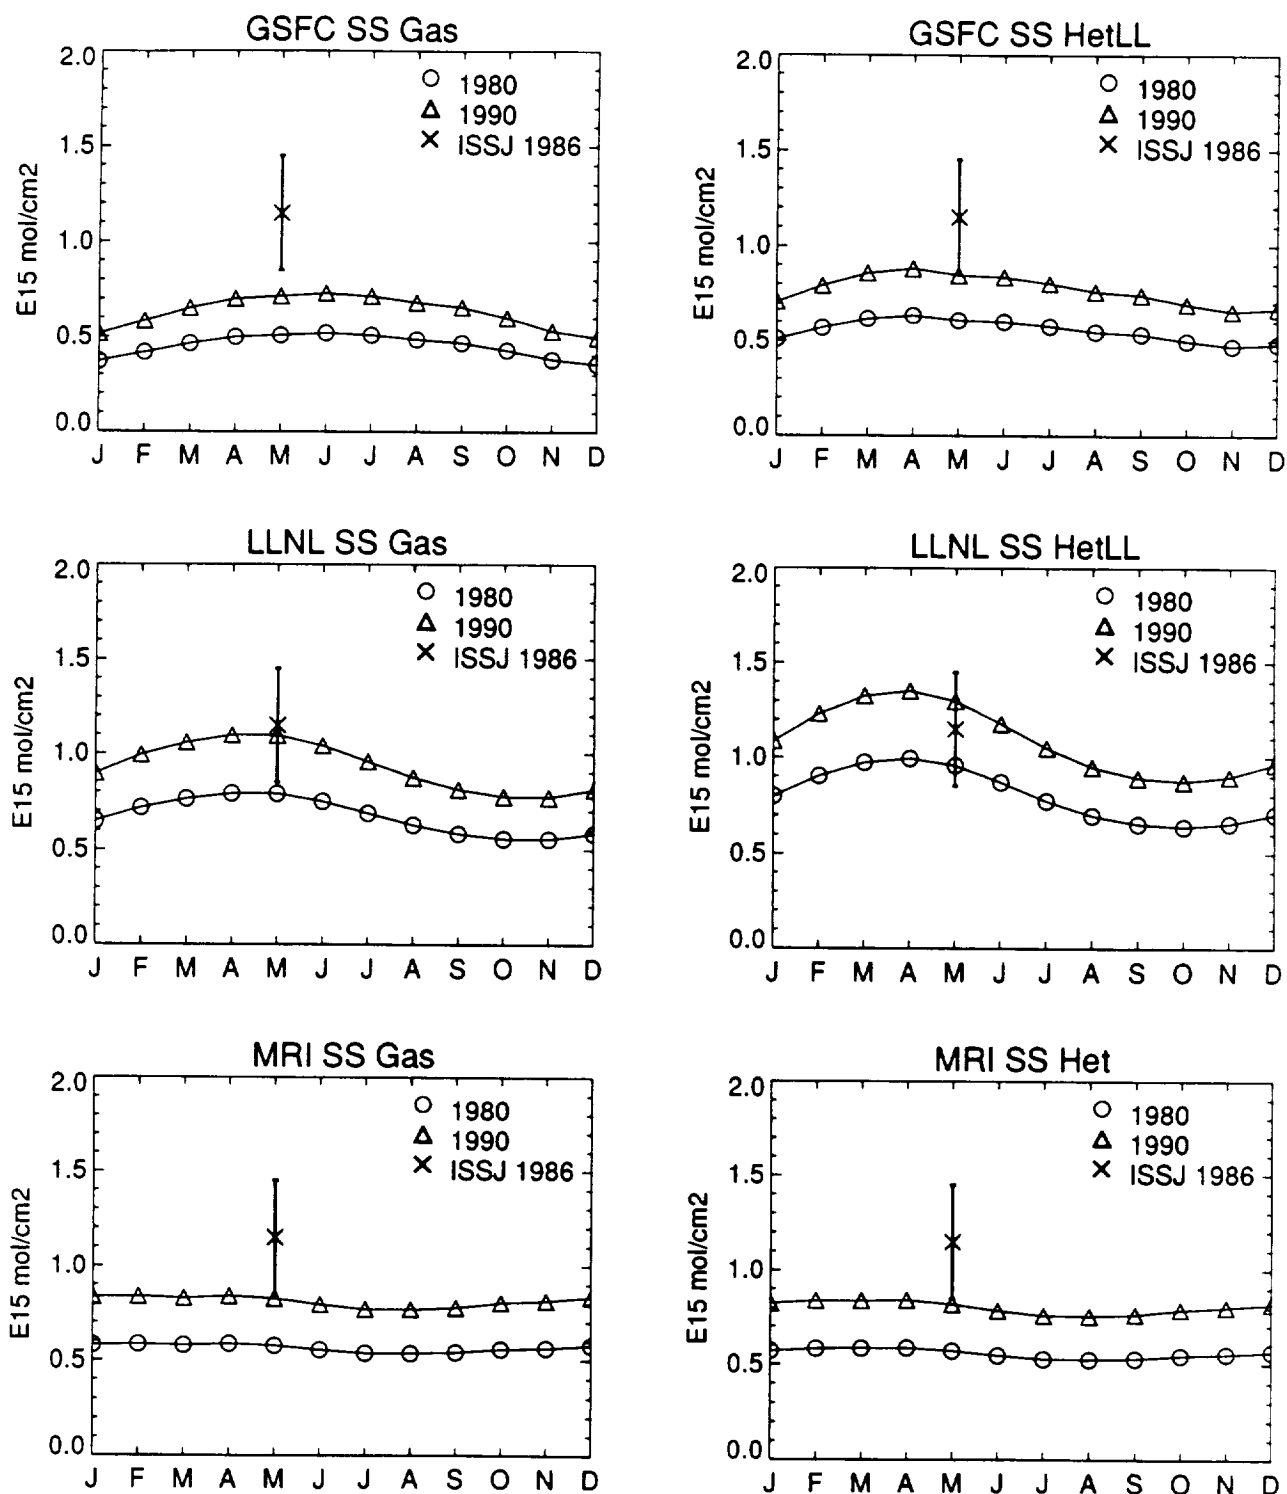 GSFC SS Gas
2.0
1.5
1.0
0.5
0.0
E15 mol/cm2
1980
1990
ISSJ 1986
J F M A M J J A S O N D
GSFC SS HetLL
2.0
1.5
1.0
0.5
0.0
E15 mol/cm2
1980
1990
ISSJ 1986
J F M A M J J A S O N D
LLNL SS Gas
2.0
1.5
1.0
0.5
0.0
E15 mol/cm2
1980
1990
ISSJ 1986
J F M A M J J A S O N D
LLNL SS HetLL
2.0
1.5
1.0
0.5
0.0
E15 mol/cm2
1980
1990
ISSJ 1986
J F M A M J J A S O N D
MRI SS Gas
2.0
1.5
1.0
0.5
0.0
E15 mol/cm2
1980
1990
ISSJ 1986
J F M A M J J A S O N D
MRI SS Het
2.0
1.5
1.0
0.5
0.0
E15 mol/cm2
1980
1990
ISSJ 1986
J F M A M J J A S O N D